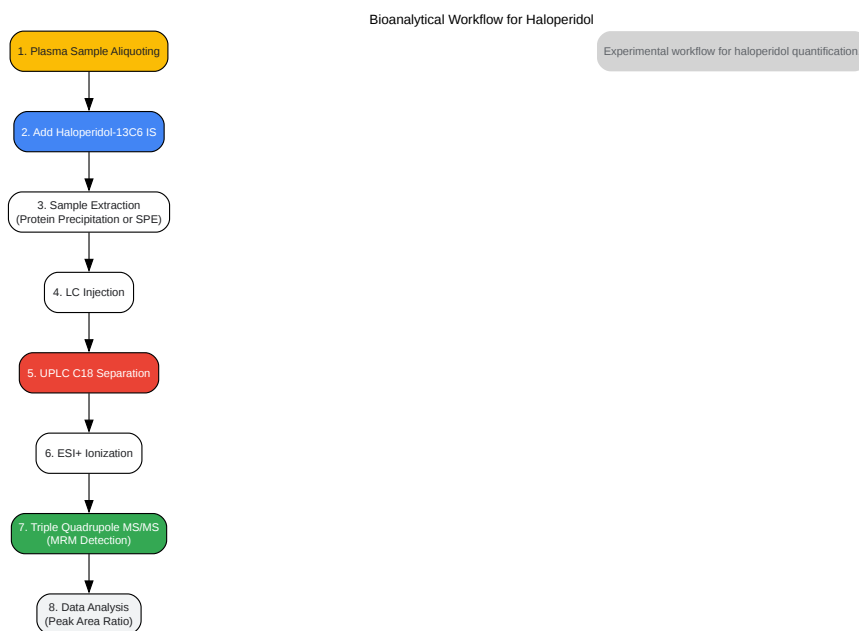 Bioanalytical Workflow for Haloperidol
1. Plasma Sample Aliquoting
Experimental workflow for haloperidol quantification
2. Add Haloperidol-13C6 IS
3. Sample Extraction
(Protein Precipitation or SPE)
4. LC Injection
5. UPLC C18 Separation
6. ESI+ Ionization
7. Triple Quadrupole MS/MS
(MRM Detection)
8. Data Analysis
(Peak Area Ratio)